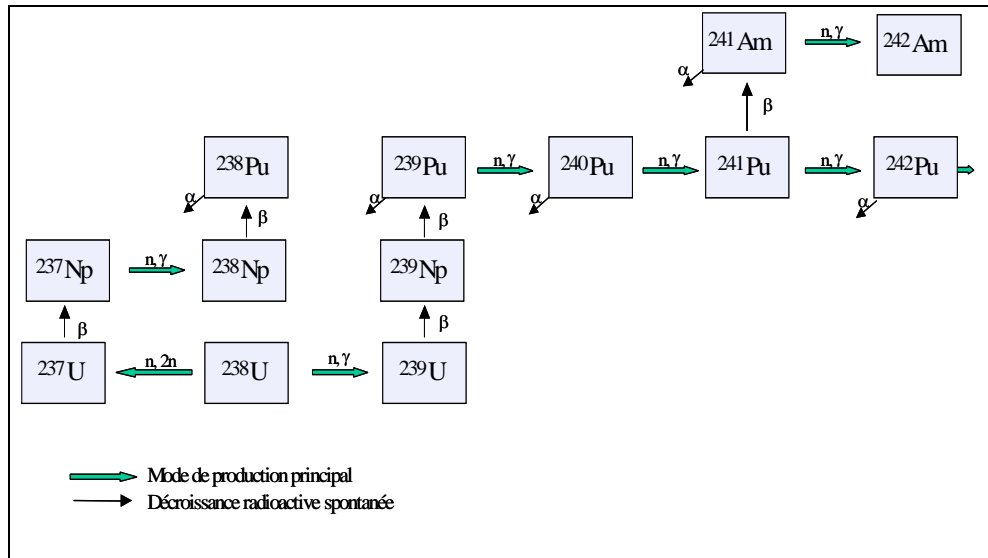 ²⁴¹Am n, γ ²⁴²Am
α
β
²³⁸Pu ²³⁹Pu n, γ ²⁴⁰Pu n, γ ²⁴¹Pu n, γ ²⁴²Pu
α α α α
β β
²³⁷Np n, γ ²³⁸Np ²³⁹Np
β β
²³⁷U n, 2n ²³⁸U n, γ ²³⁹U
Mode de production principal
Décroissance radioactive spontanée